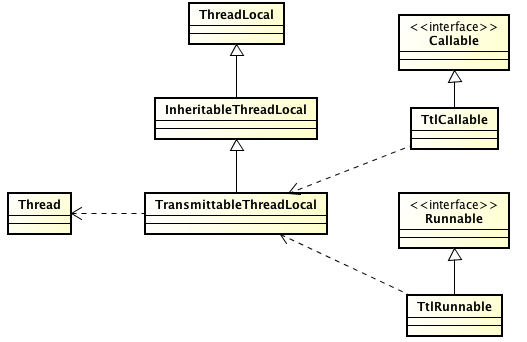 ThreadLocal
<<interface>>
Callable
InheritableThreadLocal
TtlCallable
Thread
TransmittableThreadLocal
<<interface>>
Runnable
TtlRunnable